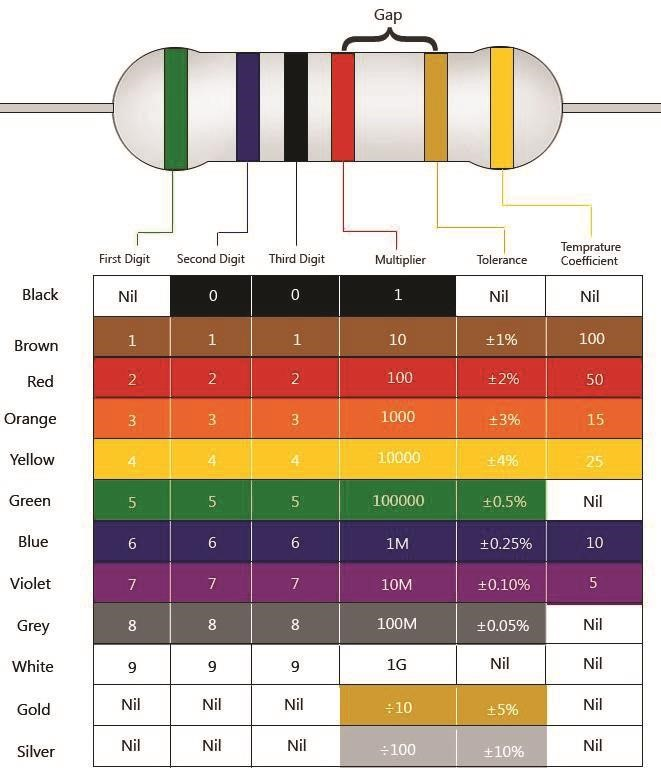 Gap
First Digit Second Digit Third Digit Multiplier Tolerance Temprature
Coefficient
Black Nil 0 0 1 Nil Nil
Brown 1 1 1 10 ±1% 100
Red 2 2 2 100 ±2% 50
Orange 3 3 3 1000 ±3% 15
Yellow 4 4 4 10000 ±4% 25
Green 5 5 5 100000 ±0.5% Nil
Blue 6 6 6 1M ±0.25% 10
Violet 7 7 7 10M ±0.10% 5
Grey 8 8 8 100M ±0.05% Nil
White 9 9 9 1G Nil Nil
Gold Nil Nil Nil ÷10 ±5% Nil
Silver Nil Nil Nil ÷100 ±10% Nil